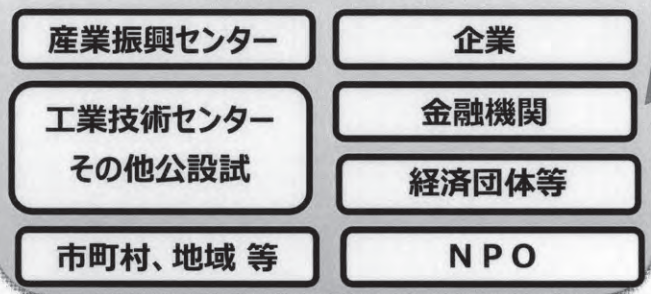 産業振興センター
企業
工業技術センター
その他公設試
金融機関
経済団体等
市町村、地域 等
NPO